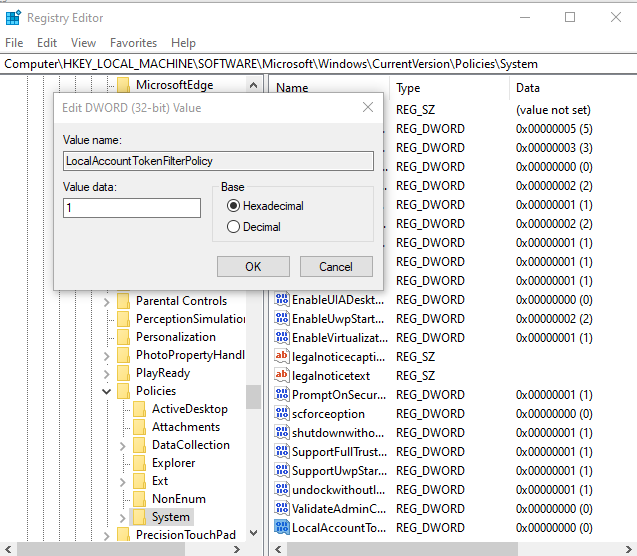 Registry Editor
File Edit View Favorites Help
Computer\HKEY_LOCAL_MACHINE\SOFTWARE\Microsoft\Windows\CurrentVersion\Policies\System
MicrosoftEdge
Parental Controls
PerceptionSimulation
Personalization
PhotoPropertyHandl
PlayReady
Policies
ActiveDesktop
Attachments
DataCollection
Explorer
Ext
NonEnum
System
PrecisionTouchPad
Edit DWORD (32-bit) Value
Value name:
LocalAccountTokenFilterPolicy
Value data:
1
Base
Hexadecimal
Decimal
OK Cancel
Name Type Data
REG_SZ (value not set)
REG_DWORD 0x00000005 (5)
REG_DWORD 0x00000003 (3)
REG_DWORD 0x00000000 (0)
REG_DWORD 0x00000002 (2)
REG_DWORD 0x00000001 (1)
REG_DWORD 0x00000002 (2)
REG_DWORD 0x00000001 (1)
REG_DWORD 0x00000001 (1)
REG_DWORD 0x00000001 (1)
EnableUIADeskt... REG_DWORD 0x00000000 (0)
EnableUwpStart... REG_DWORD 0x00000002 (2)
EnableVirtualizat... REG_DWORD 0x00000001 (1)
legalnoticecapti... REG_SZ
legalnoticetext REG_SZ
PromptOnSecur... REG_DWORD 0x00000001 (1)
scforceoption REG_DWORD 0x00000000 (0)
shutdownwitho... REG_DWORD 0x00000001 (1)
SupportFullTrust... REG_DWORD 0x00000001 (1)
SupportUwpStar... REG_DWORD 0x00000001 (1)
undockwithoutl... REG_DWORD 0x00000001 (1)
ValidateAdminC... REG_DWORD 0x00000000 (0)
LocalAccountTo... REG_DWORD 0x00000000 (0)